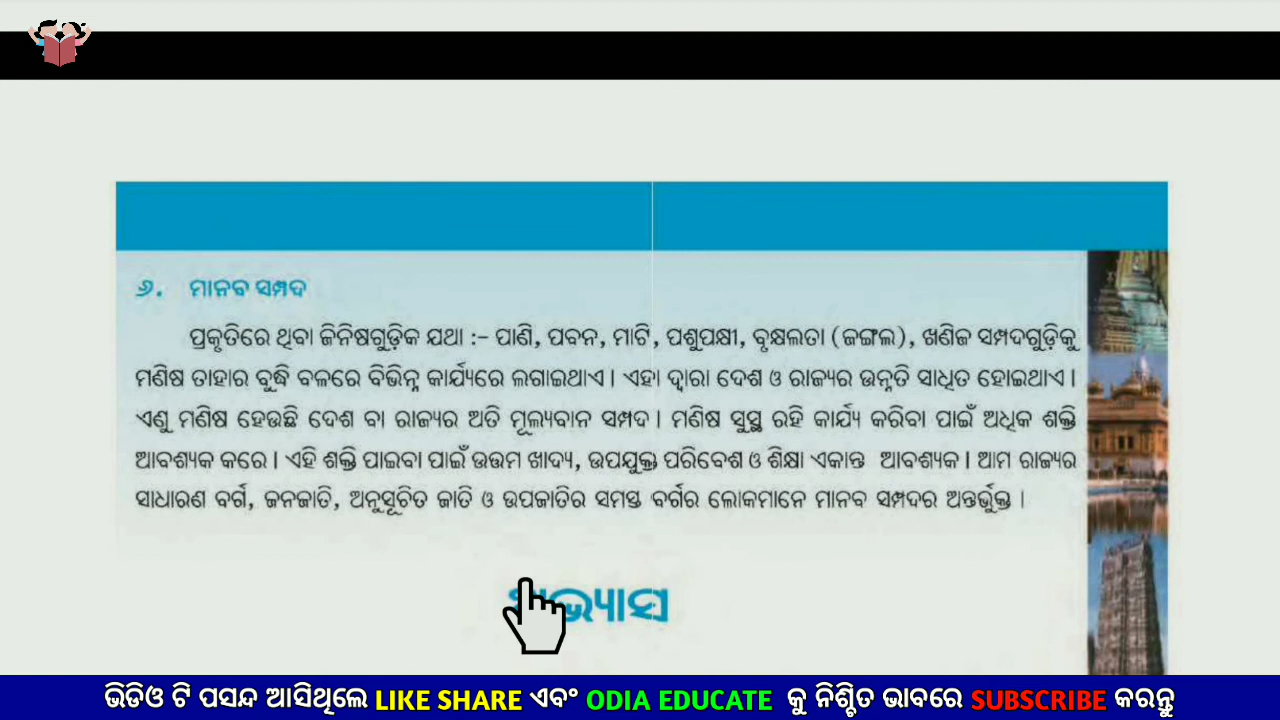 ୬. ମାନବ ସମ୍ପଦ
ପ୍ରକୃତିରେ ଥିବା ଜିନିଷଗୁଡ଼ିକ ଯଥା :– ପାଣି, ପବନ, ମାଟି, ପଶୁପକ୍ଷୀ, ବୃକ୍ଷଲତା (ଜଙ୍ଗଲ), ଖଣିଜ ସମ୍ପଦଗୁଡ଼ିକୁ
ମଣିଷ ତାହାର ବୁଦ୍ଧି ବଳରେ ବିଭିନ୍ନ କାର୍ଯ୍ୟରେ ଲଗାଇଥାଏ । ଏହା ଦ୍ୱାରା ଦେଶ ଓ ରାଜ୍ୟର ଉନ୍ନତି ସାଧିତ ହୋଇଥାଏ ।
ଏଣୁ ମଣିଷ ହେଉଛି ଦେଶ ବା ରାଜ୍ୟର ଅତି ମୂଲ୍ୟବାନ ସମ୍ପଦ । ମଣିଷ ସୁସ୍ଥ ରହି କାର୍ଯ୍ୟ କରିବା ପାଇଁ ଅଧିକ ଶକ୍ତି
ଆବଶ୍ୟକ କରେ । ଏହି ଶକ୍ତି ପାଇବା ପାଇଁ ଉତ୍ତମ ଖାଦ୍ୟ, ଉପଯୁକ୍ତ ପରିବେଶ ଓ ଶିକ୍ଷା ଏକାନ୍ତ ଆବଶ୍ୟକ । ଆମ ରାଜ୍ୟର
ସାଧାରଣ ବର୍ଗ, ଜନଜାତି, ଅନୁସୂଚିତ ଜାତି ଓ ଉପଜାତିର ସମସ୍ତ ବର୍ଗର ଲୋକମାନେ ମାନବ ସମ୍ପଦର ଅନ୍ତର୍ଭୁକ୍ତ ।
ଭିଡିଓ ଟି ପସନ୍ଦ ଆସିଥିଲେ LIKE SHARE ଏବଂ ODIA EDUCATE କୁ ନିଶ୍ଚିତ ଭାବରେ SUBSCRIBE କରନ୍ତୁ